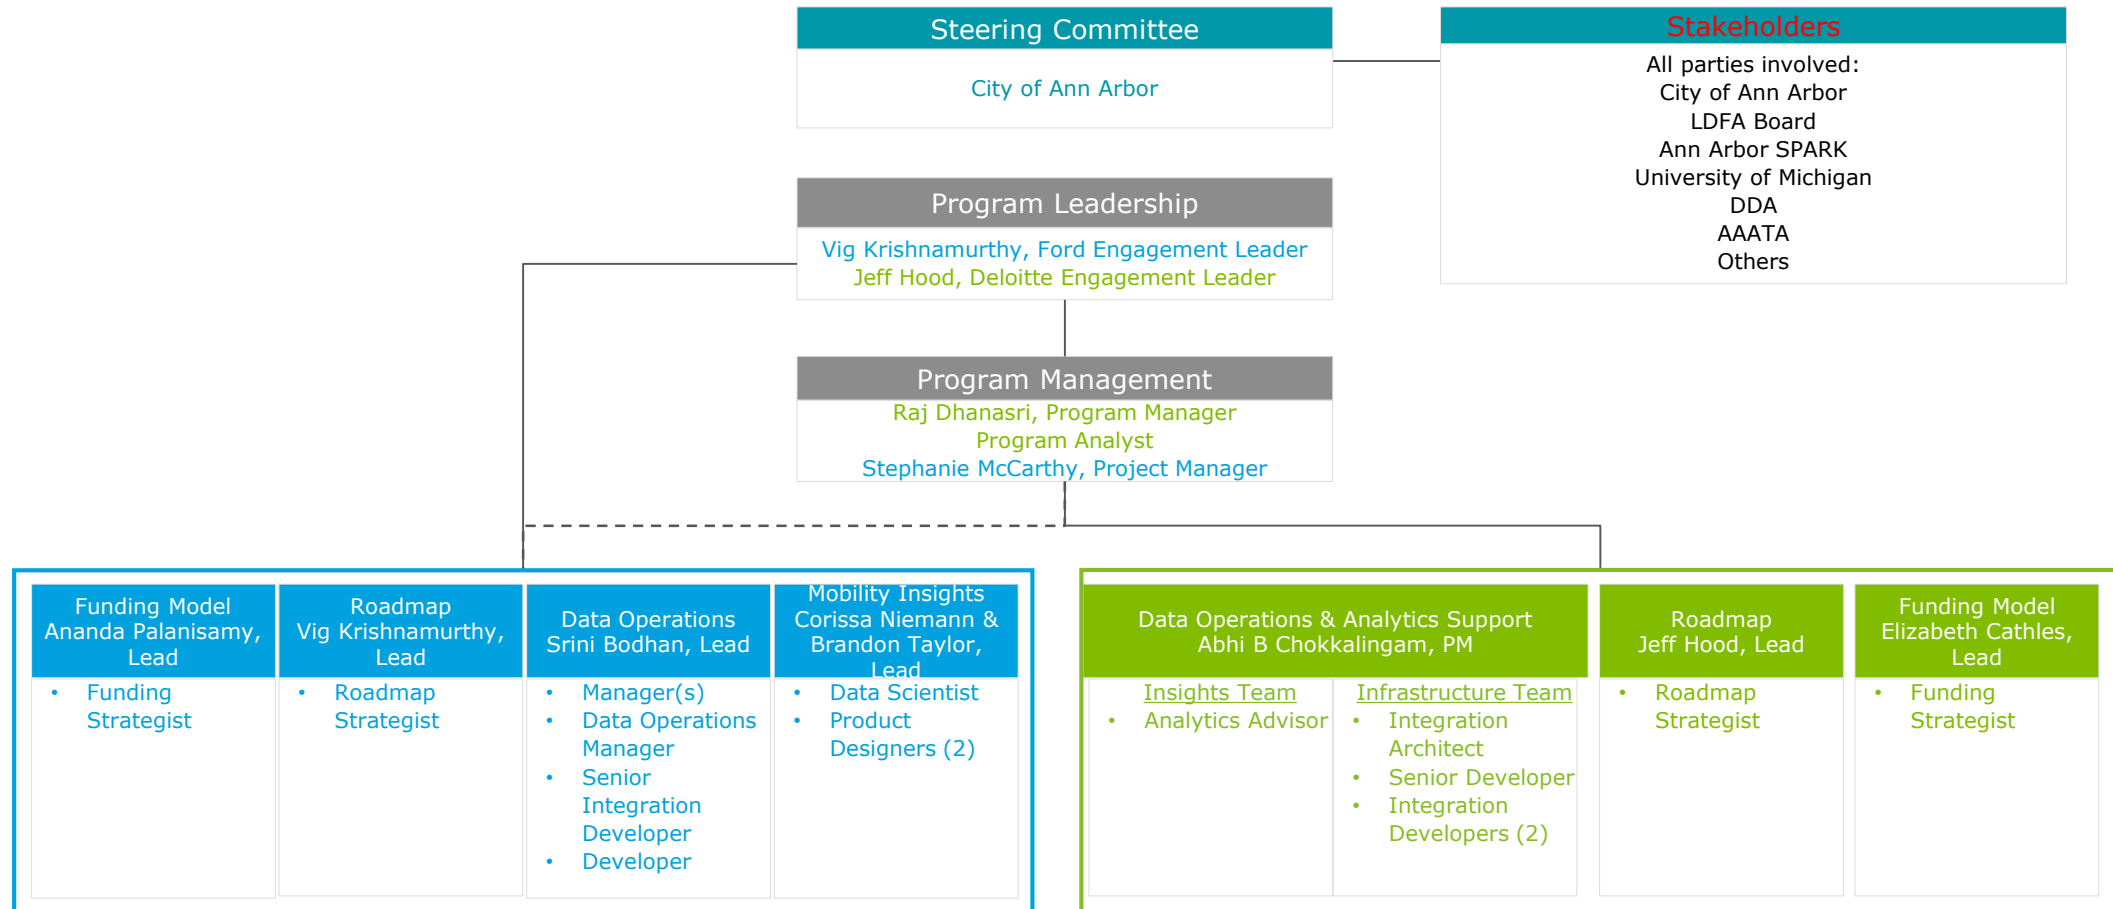 Steering Committee
City of Ann Arbor
Stakeholders
All parties involved:
City of Ann Arbor
LDFA Board
Ann Arbor SPARK
University of Michigan
DDA
AAATA
Others
Program Leadership
Vig Krishnamurthy, Ford Engagement Leader
Jeff Hood, Deloitte Engagement Leader
Program Management
Raj Dhanasri, Program Manager
Program Analyst
Stephanie McCarthy, Project Manager
Funding Model
Ananda Palanisamy,
Lead
• Funding
Strategist
Roadmap
Vig Krishnamurthy,
Lead
• Roadmap
Strategist
Data Operations
Srini Bodhan, Lead
• Manager(s)
• Data Operations
Manager
• Senior
Integration
Developer
• Developer
Mobility Insights
Corissa Niemann &
Brandon Taylor,
Lead
• Data Scientist
• Product
Designers (2)
Data Operations & Analytics Support
Abhi B Chokkalingam, PM
Insights Team
• Analytics Advisor
Infrastructure Team
• Integration
Architect
• Senior Developer
• Integration
Developers (2)
Roadmap
Jeff Hood, Lead
• Roadmap
Strategist
Funding Model
Elizabeth Cathles,
Lead
• Funding
Strategist